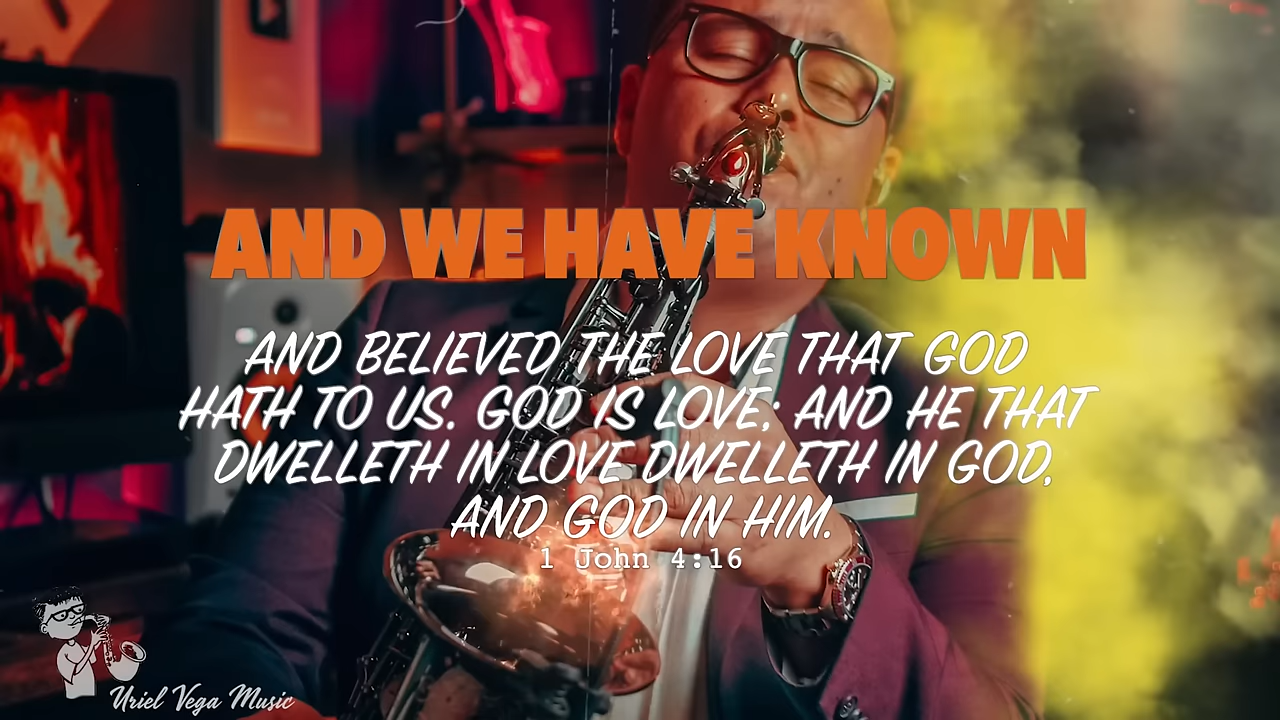 AND WE HAVE KNOWN
AND BELIEVED THE LOVE THAT GOD
HATH TO US. GOD IS LOVE; AND HE THAT
DWELLETH IN LOVE DWELLETH IN GOD,
AND GOD IN HIM.
1 John 4:16
Uriel Vega Music